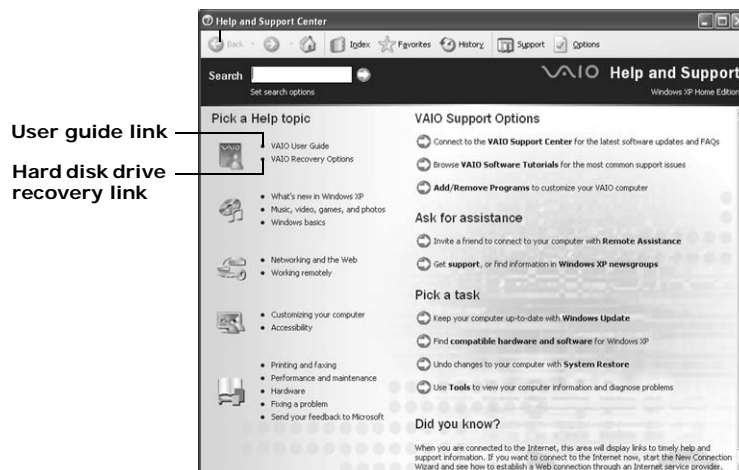 Help and Support Center
Back
Index
Favorites
History
Support
Options
Search
Set search options
VAIO Help and Support
Windows XP Home Edition
User guide link
Hard disk drive
recovery link
Pick a Help topic
VAIO
VAIO User Guide
VAIO Recovery Options
What's new in Windows XP
Music, video, games, and photos
Windows basics
Networking and the Web
Working remotely
Customizing your computer
Accessibility
Printing and faxing
Performance and maintenance
Hardware
Fixing a problem
Send your feedback to Microsoft
VAIO Support Options
Connect to the VAIO Support Center for the latest software updates and FAQs
Browse VAIO Software Tutorials for the most common support issues
Add/Remove Programs to customize your VAIO computer
Ask for assistance
Invite a friend to connect to your computer with Remote Assistance
Get support, or find information in Windows XP newsgroups
Pick a task
Keep your computer up-to-date with Windows Update
Find compatible hardware and software for Windows XP
Undo changes to your computer with System Restore
Use Tools to view your computer information and diagnose problems
Did you know?
When you are connected to the Internet, this area will display links to timely help and
support information. If you want to connect to the Internet now, start the New Connection
Wizard and see how to establish a Web connection through an Internet service provider.